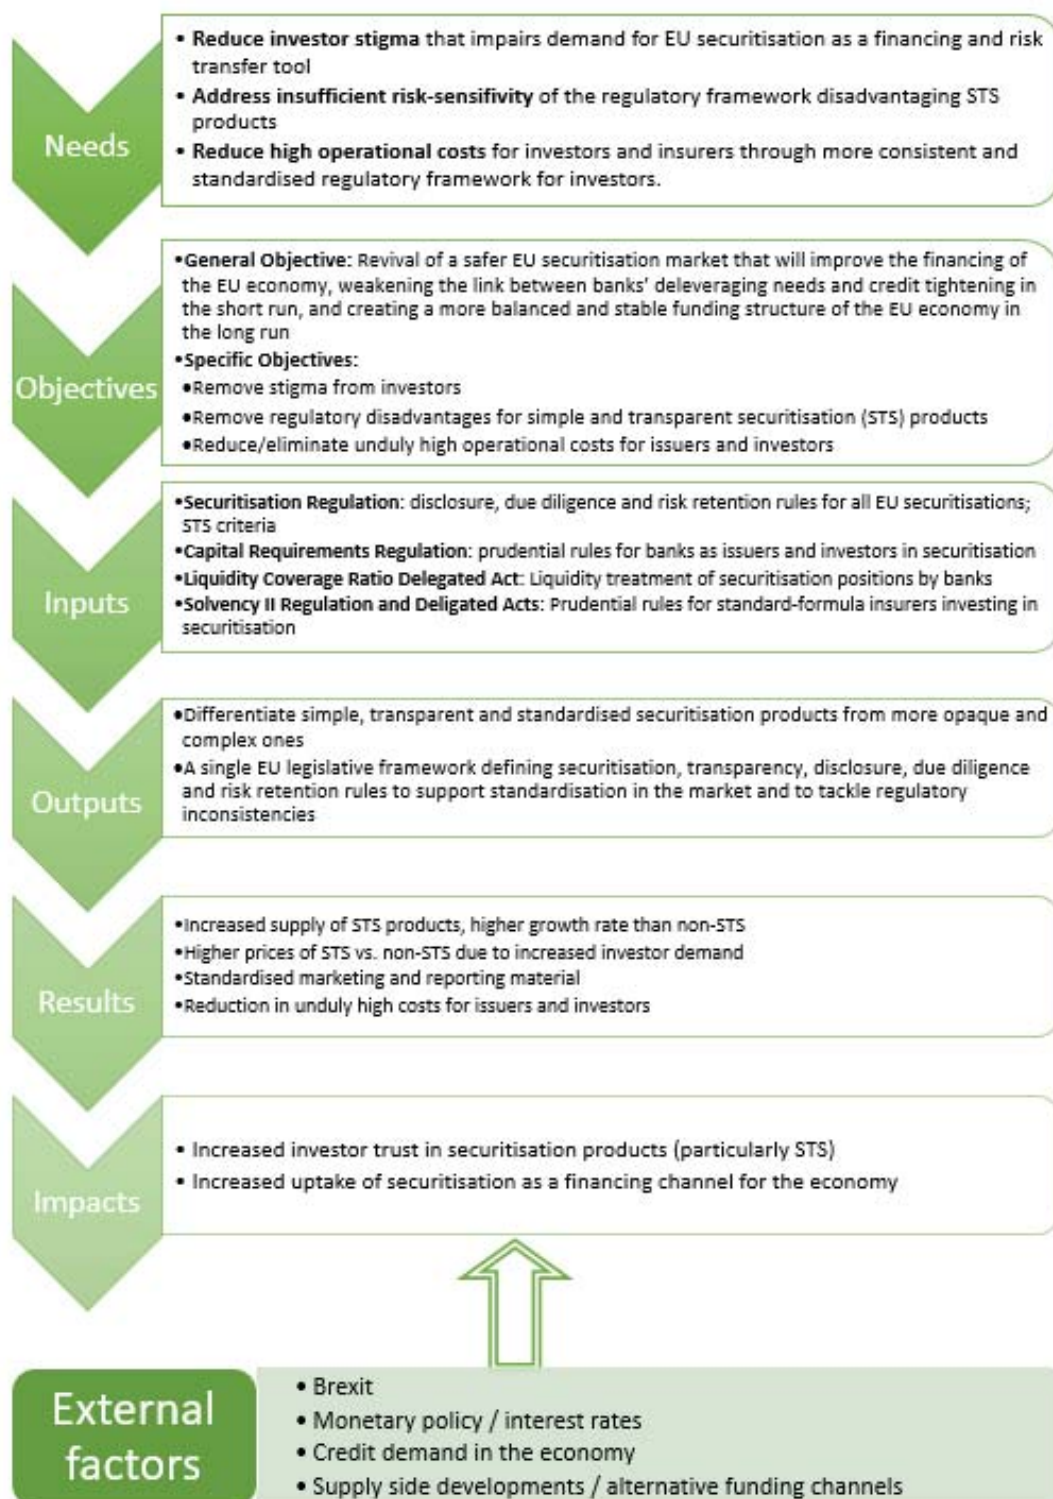 Needs
• Reduce investor stigma that impairs demand for EU securitisation as a financing and risk
transfer tool
• Address insufficient risk-sensifivity of the regulatory framework disadvantaging STS
products
• Reduce high operational costs for investors and insurers through more consistent and
standardised regulatory framework for investors.
Objectives
•General Objective: Revival of a safer EU securitisation market that will improve the financing of
the EU economy, weakening the link between banks' deleveraging needs and credit tightening in
the short run, and creating a more balanced and stable funding structure of the EU economy in
the long run
•Specific Objectives:
•Remove stigma from investors
•Remove regulatory disadvantages for simple and transparent securitisation (STS) products
•Reduce/eliminate unduly high operational costs for issuers and investors
Inputs
•Securitisation Regulation: disclosure, due diligence and risk retention rules for all EU securitisations;
STS criteria
•Capital Requirements Regulation: prudential rules for banks as issuers and investors in securitisation
•Liquidity Coverage Ratio Delegated Act: Liquidity treatment of securitisation positions by banks
•Solvency II Regulation and Deligated Acts: Prudential rules for standard-formula insurers investing in
securitisation
Outputs
•Differentiate simple, transparent and standardised securitisation products from more opaque and
complex ones
•A single EU legislative framework defining securitisation, transparency, disclosure, due diligence
and risk retention rules to support standardisation in the market and to tackle regulatory
inconsistencies
Results
•Increased supply of STS products, higher growth rate than non-STS
•Higher prices of STS vs. non-STS due to increased investor demand
•Standardised marketing and reporting material
•Reduction in unduly high costs for issuers and investors
Impacts
• Increased investor trust in securitisation products (particularly STS)
• Increased uptake of securitisation as a financing channel for the economy
External
factors
• Brexit
• Monetary policy / interest rates
• Credit demand in the economy
• Supply side developments / alternative funding channels